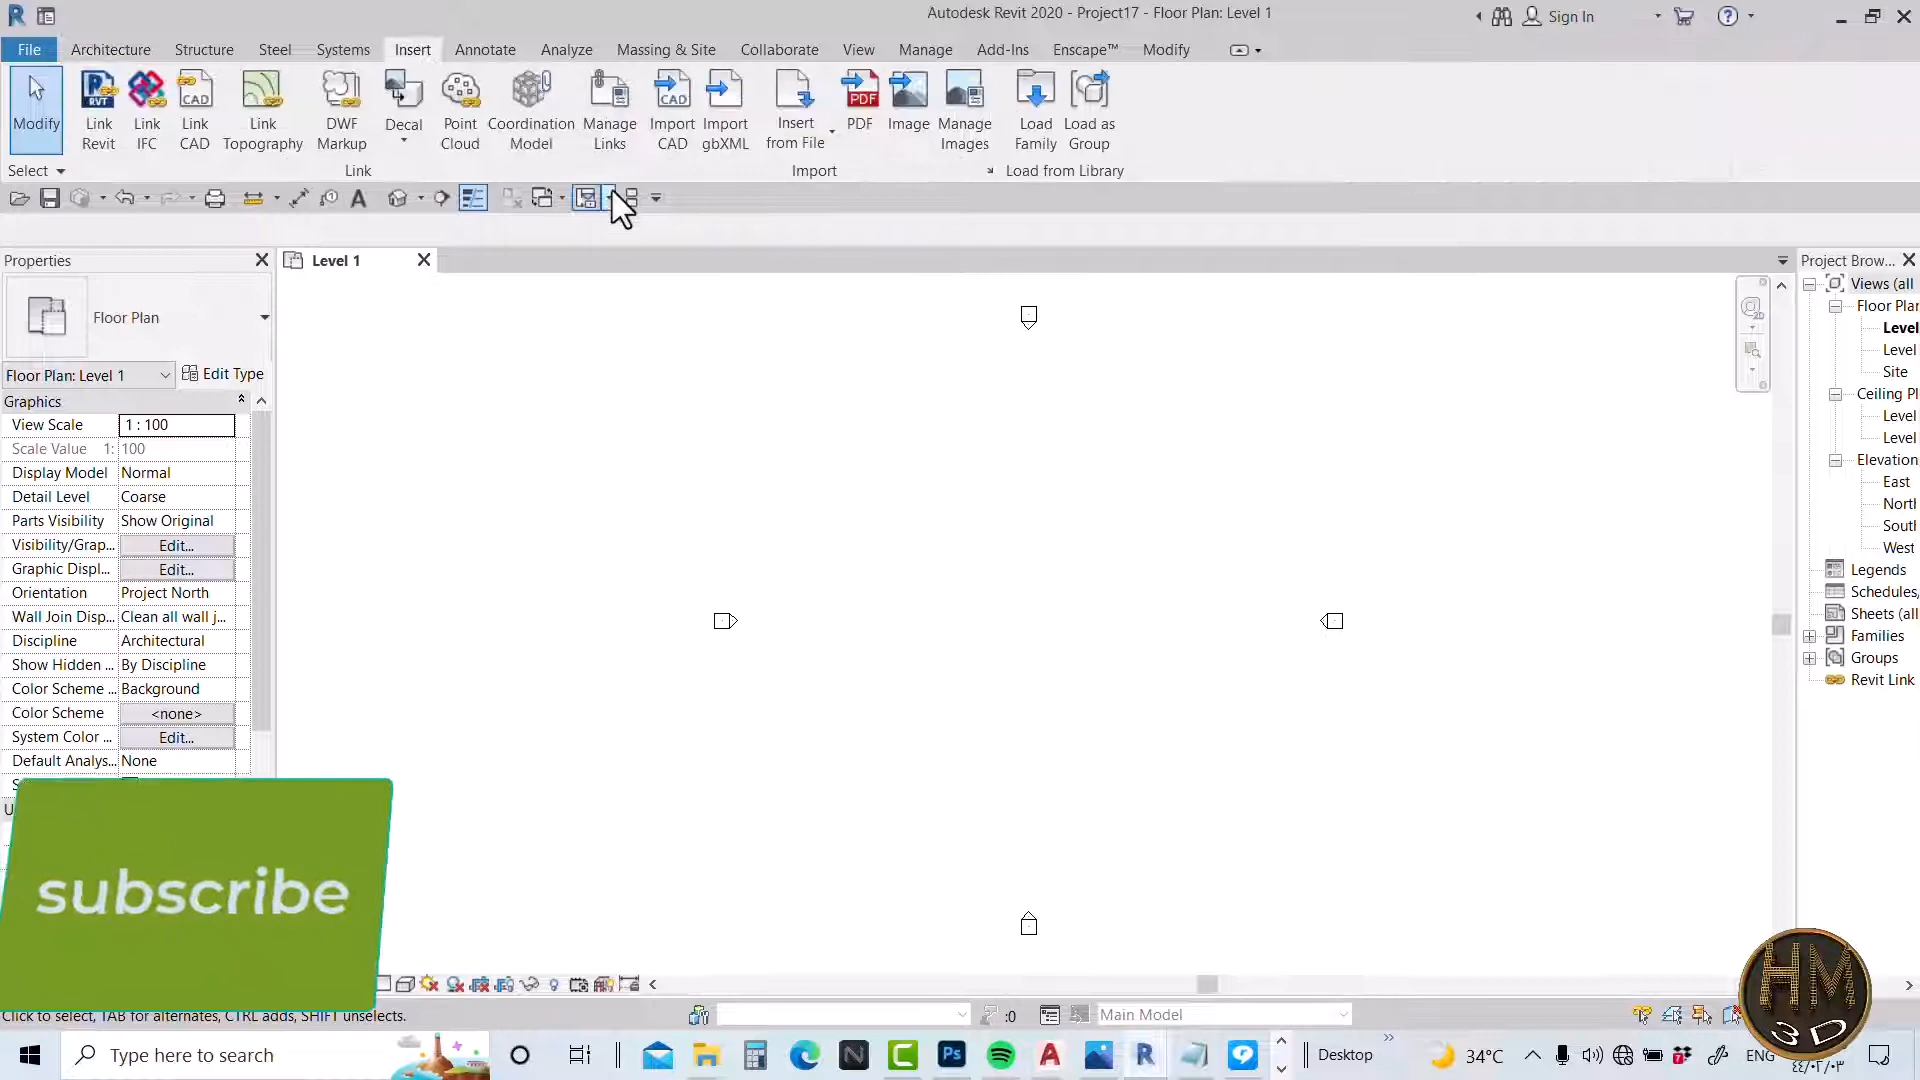 Autodesk Revit 2020 - Project17 - Floor Plan: Level 1
Sign In
File Architecture Structure Steel Systems Insert Annotate Analyze Massing & Site Collaborate View Manage Add-Ins Enscape™ Modify
Modify
Link Revit
Link IFC
Link CAD
Link Topography
DWF Markup
Decal
Point Cloud
Coordination Model
Manage Links
Import CAD
Import gbXML
Insert from File
PDF
Image
Manage Images
Load Family
Load as Group
Select
Link
Import
Load from Library
Properties
Level 1
Project Brow...
Floor Plan
Floor Plan: Level 1
Edit Type
Graphics
View Scale 1 : 100
Scale Value 1: 100
Display Model Normal
Detail Level Coarse
Parts Visibility Show Original
Visibility/Grap... Edit...
Graphic Displ... Edit...
Orientation Project North
Wall Join Disp... Clean all wall j...
Discipline Architectural
Show Hidden ... By Discipline
Color Scheme ... Background
Color Scheme <none>
System Color ... Edit...
Default Analys... None
Views (all
Floor Plan
Level
Level
Site
Ceiling Pl
Level
Level
Elevation
East
North
South
West
Legends
Schedules,
Sheets (all
Families
Groups
Revit Link
subscribe
Click to select, TAB for alternates, CTRL adds, SHIFT unselects.
:0
Main Model
HM
3D
Type here to search
Desktop
34°C
ENG
٤٤/٠٢/٠٣